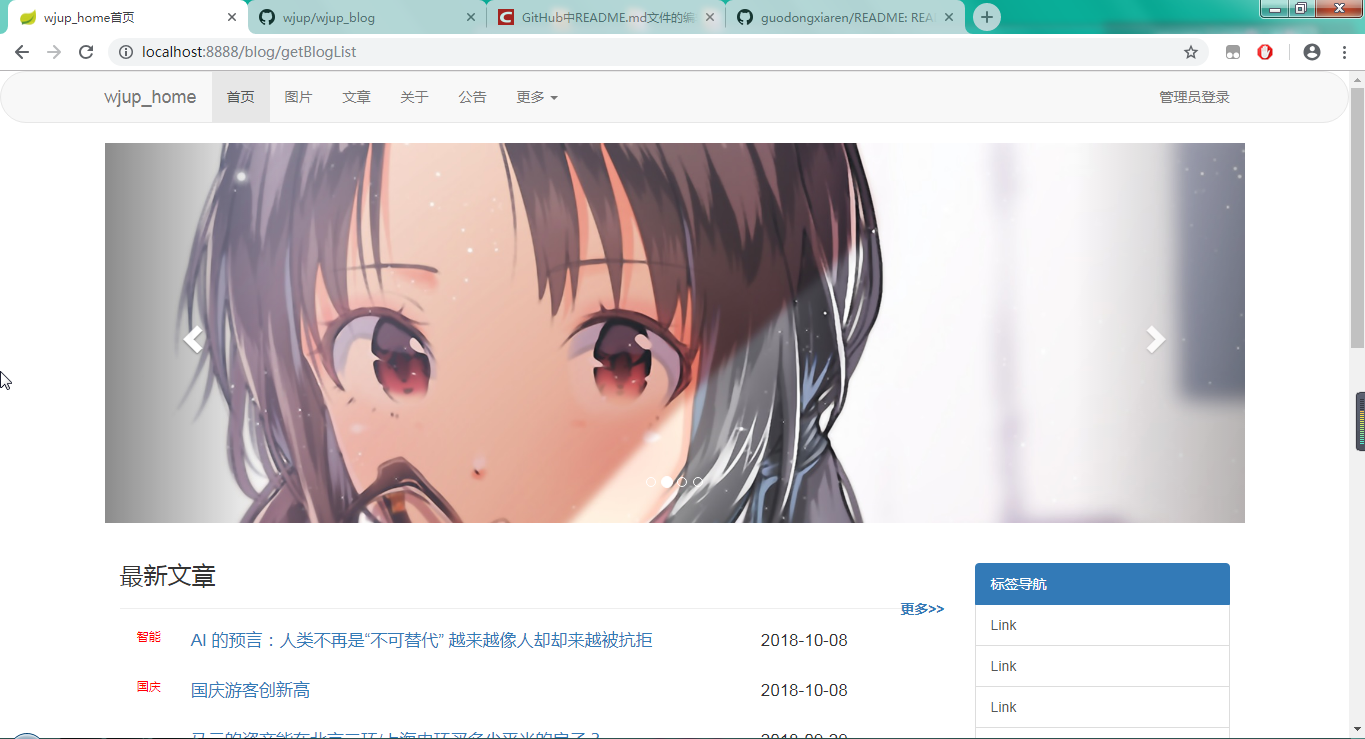 wjup_home首页
wjup/wjup_blog
GitHub中README.md文件的编
guodongxiaren/README: REA
localhost:8888/blog/getBlogList
wjup_home 首页 图片 文章 关于 公告 更多 管理员登录
最新文章
更多>>
智能 AI 的预言：人类不再是“不可替代” 越来越像人却却来越被抗拒 2018-10-08
国庆 国庆游客创新高 2018-10-08
标签导航
Link
Link
Link